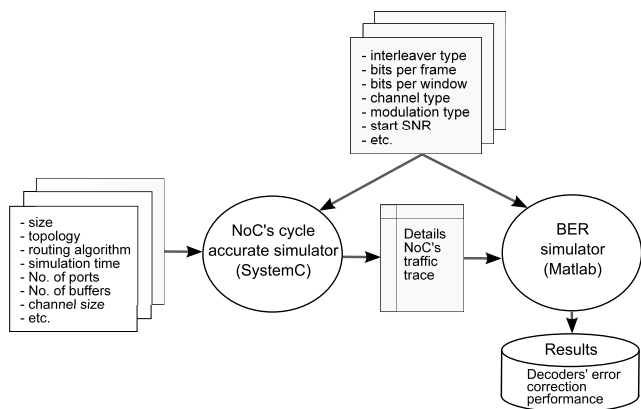 - interleaver type
- bits per frame
- bits per window
- channel type
- modulation type
- start SNR
- etc.
- size
- topology
- routing algorithm
- simulation time
- No. of ports
- No. of buffers
- channel size
- etc.
NoC's cycle
accurate simulator
(SystemC)
Details
NoC's
traffic
trace
BER
simulator
(Matlab)
Results
Decoders' error
correction
performance